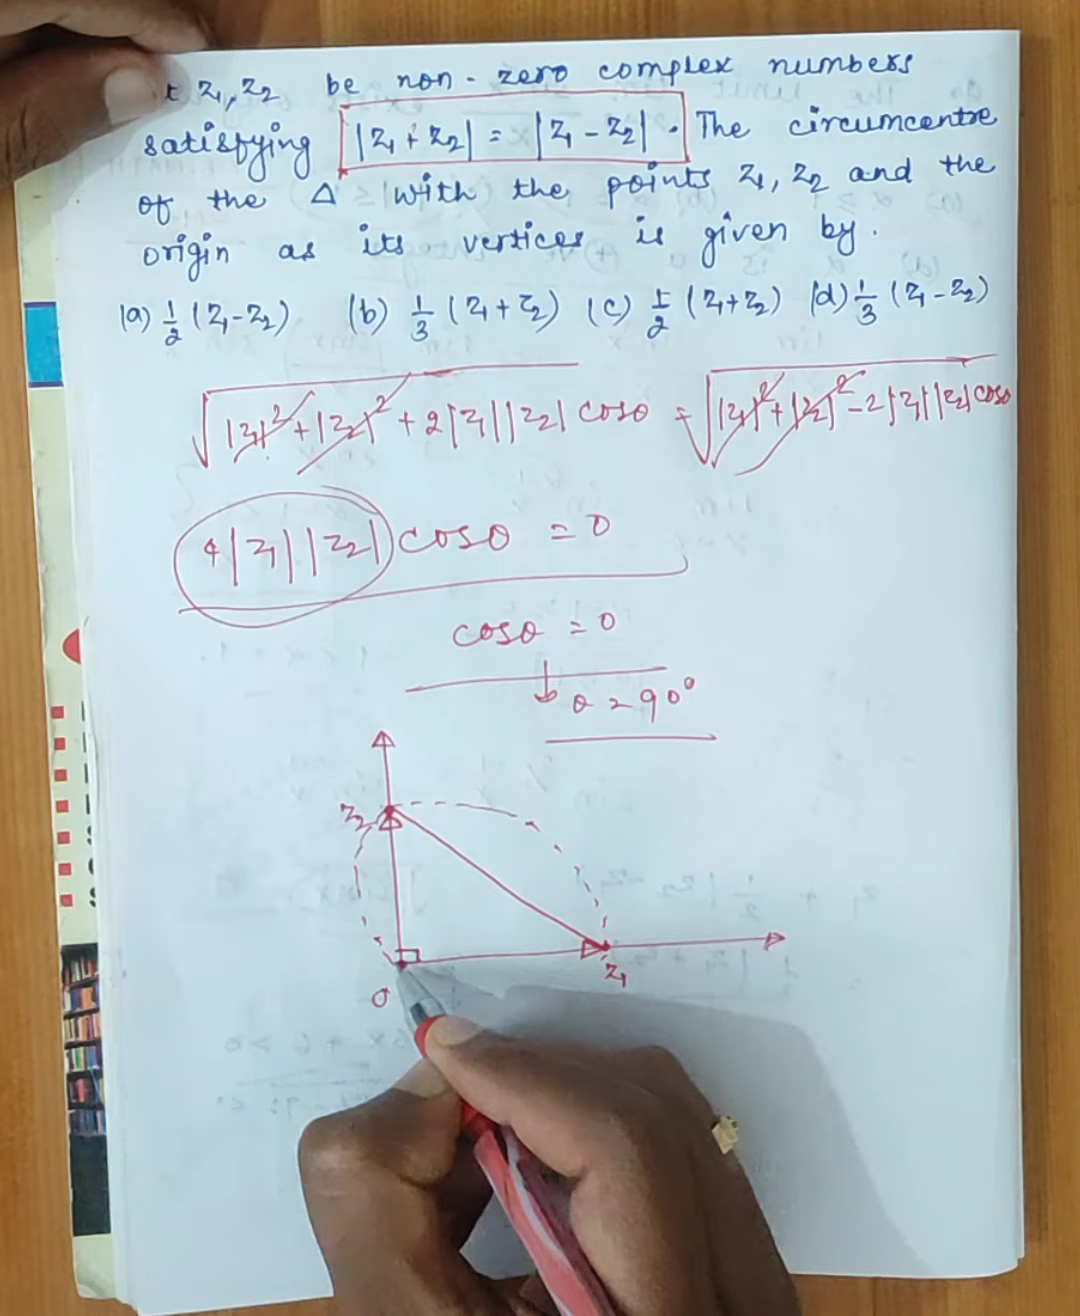 z₁, z₂ be non-zero complex numbers
satisfying |z₁ + z₂| = |z₁ - z₂|. The circumcentre
of the Δ with the points z₁, z₂ and the
origin as its vertices is given by.
(a) 1/2 (z₁-z₂) (b) 1/3 (z₁+z₂) (c) 1/2 (z₁+z₂) (d) 1/3 (z₁-z₂)
√(|z₁|²+|z₂|²+2|z₁||z₂| cosθ) = √(|z₁|²+|z₂|²-2|z₁||z₂|cosθ)
4|z₁||z₂|cosθ = 0
cosθ = 0
↓ θ = 90°
z₂
z₁
O